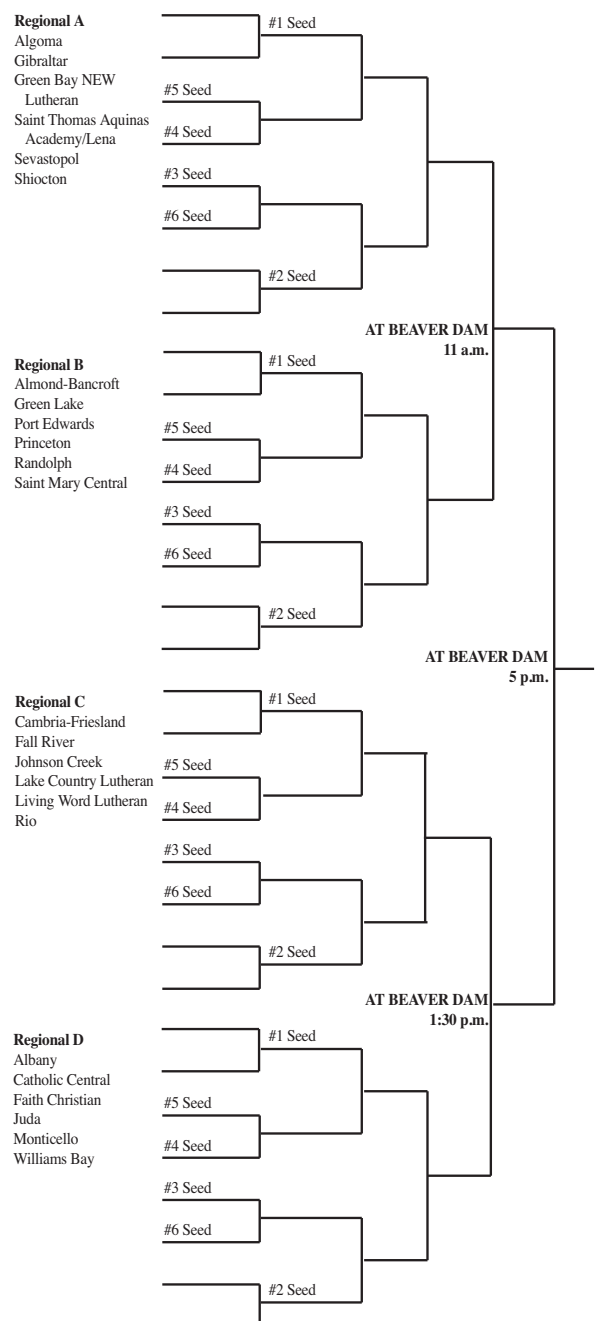 Regional A
Algoma
Gibraltar
Green Bay NEW
Lutheran
Saint Thomas Aquinas
Academy/Lena
Sevastopol
Shiocton
#1 Seed
#5 Seed
#4 Seed
#3 Seed
#6 Seed
#2 Seed
AT BEAVER DAM
11 a.m.
Regional B
Almond-Bancroft
Green Lake
Port Edwards
Princeton
Randolph
Saint Mary Central
#1 Seed
#5 Seed
#4 Seed
#3 Seed
#6 Seed
#2 Seed
AT BEAVER DAM
5 p.m.
Regional C
Cambria-Friesland
Fall River
Johnson Creek
Lake Country Lutheran
Living Word Lutheran
Rio
#1 Seed
#5 Seed
#4 Seed
#3 Seed
#6 Seed
#2 Seed
AT BEAVER DAM
1:30 p.m.
Regional D
Albany
Catholic Central
Faith Christian
Juda
Monticello
Williams Bay
#1 Seed
#5 Seed
#4 Seed
#3 Seed
#6 Seed
#2 Seed